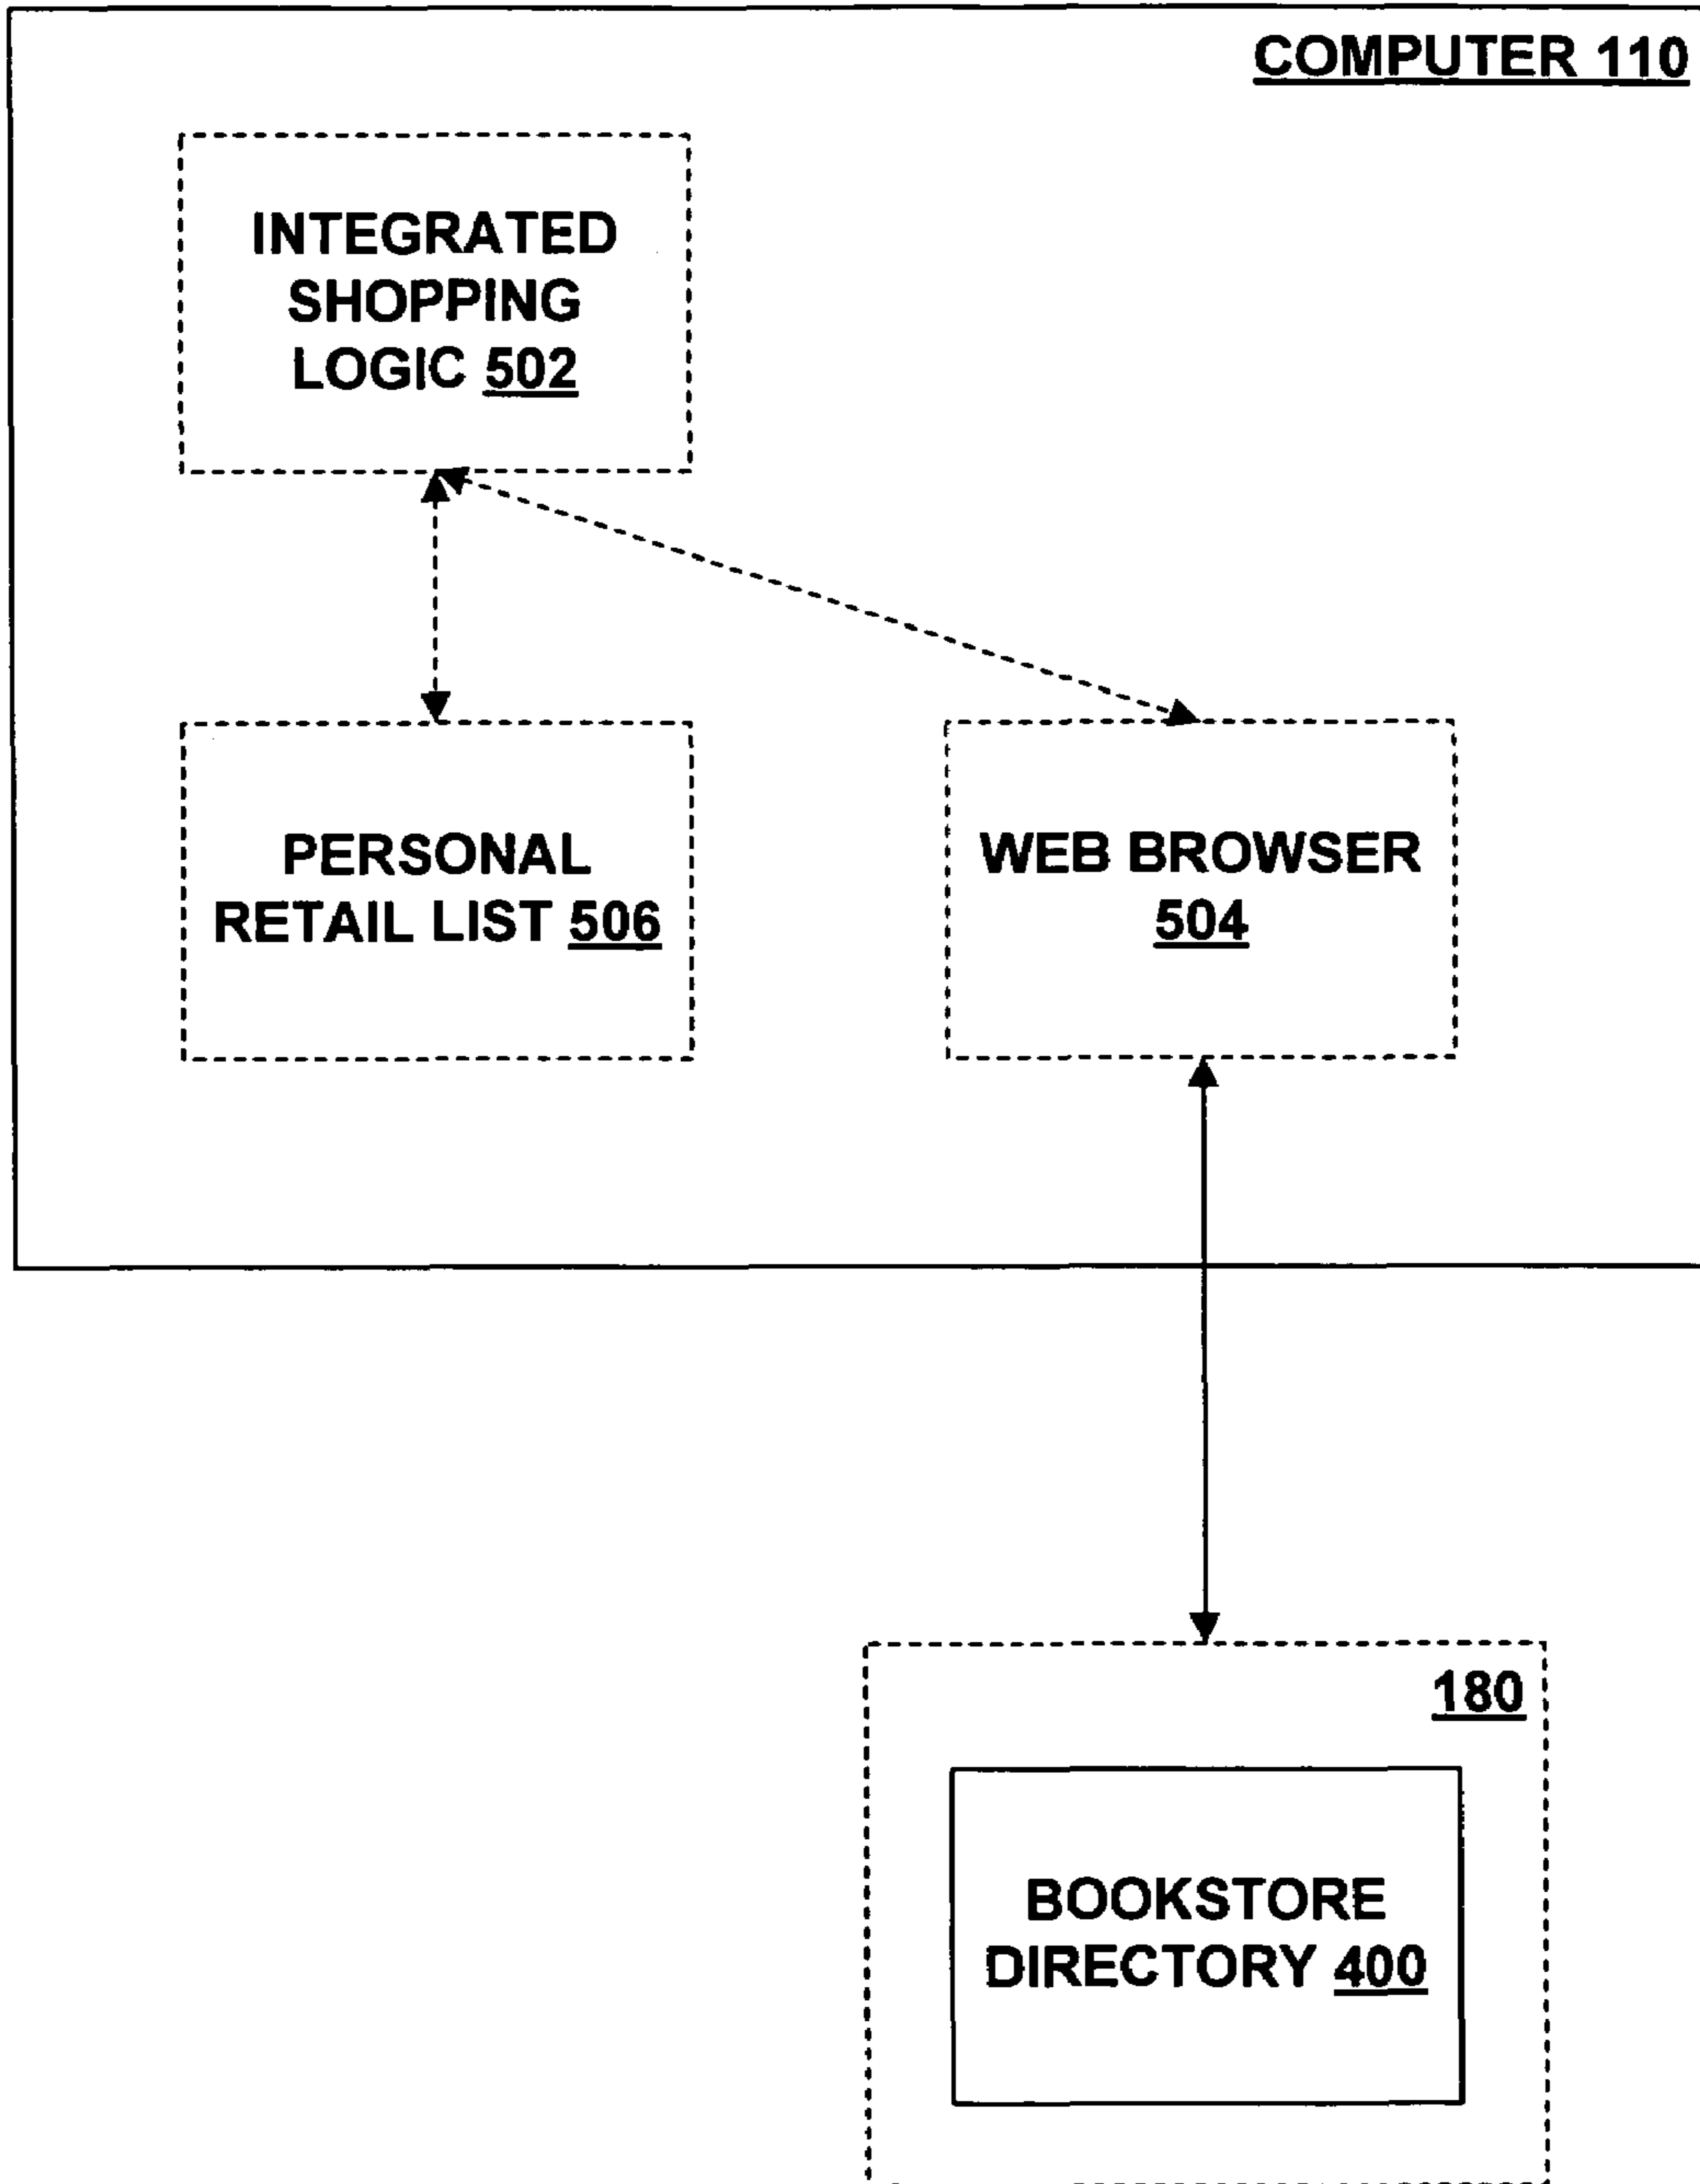 COMPUTER 110
INTEGRATED
SHOPPING
LOGIC 502
PERSONAL
RETAIL LIST 506
WEB BROWSER
504
180
BOOKSTORE
DIRECTORY 400